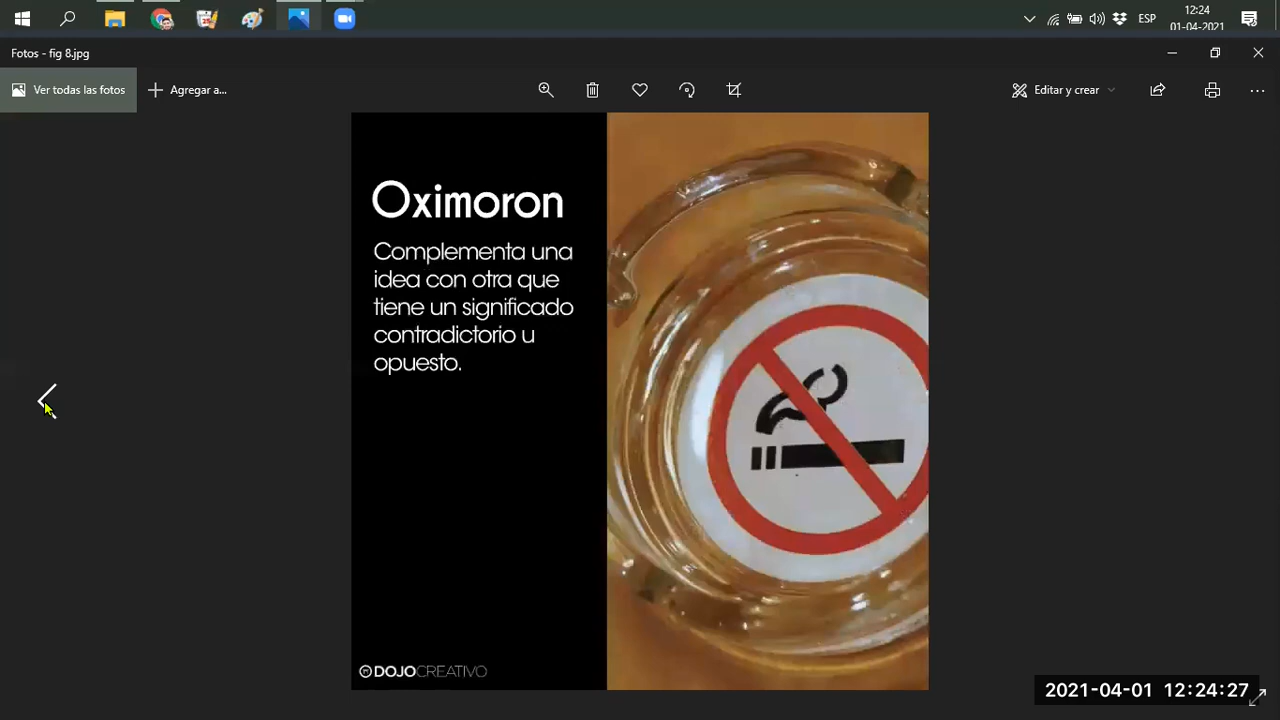 12:24
ESP
01-04-2021
Fotos - fig 8.jpg
Ver todas las fotos
Agregar a...
Editar y crear
Oximoron
Complementa una
idea con otra que
tiene un significado
contradictorio u
opuesto.
DOJOCREATIVO
2021-04-01 12:24:27